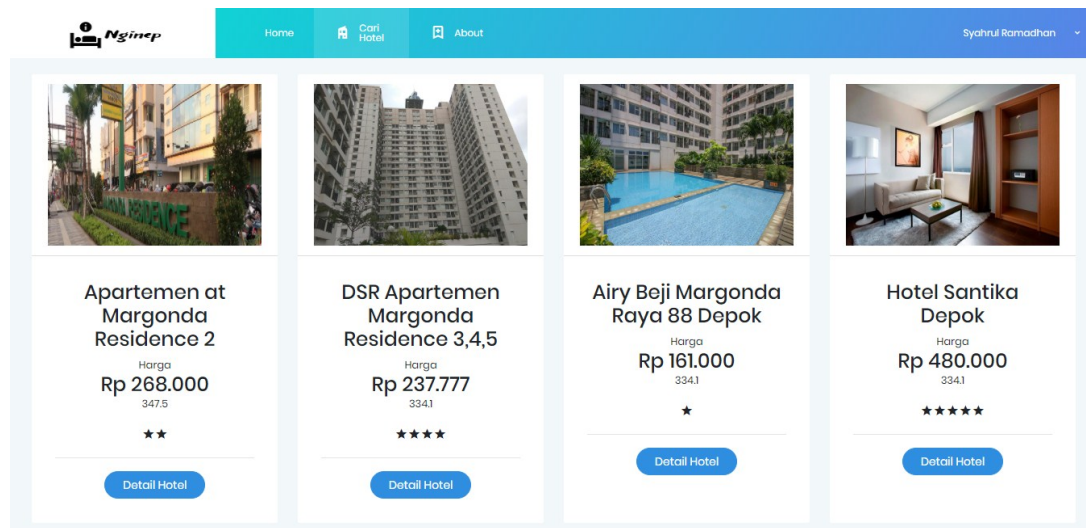 Nginep
Home
Cari
Hotel
About
Syahrul Ramadhan
RESIDENCE
Apartemen at
Margonda
Residence 2
Harga
Rp 268.000
347.5
★★
Detail Hotel
DSR Apartemen
Margonda
Residence 3,4,5
Harga
Rp 237.777
334.1
★★★★
Detail Hotel
Airy Beji Margonda
Raya 88 Depok
Harga
Rp 161.000
334.1
★
Detail Hotel
Hotel Santika
Depok
Harga
Rp 480.000
334.1
★★★★★
Detail Hotel